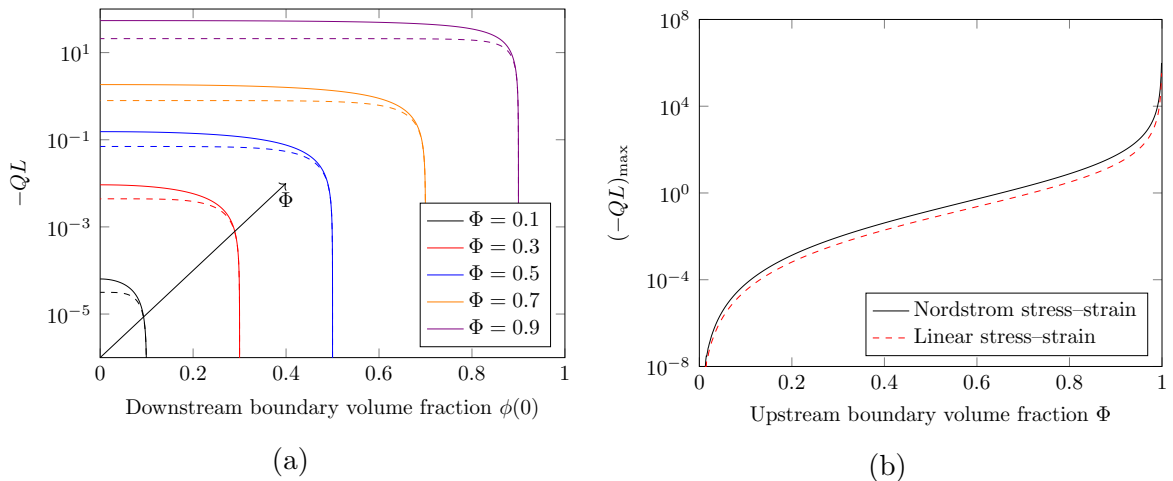 10^1
10^{-1}
10^{-3}
10^{-5}
−QL
0 0.2 0.4 0.6 0.8 1
Downstream boundary volume fraction ϕ(0)
Φ
Φ = 0.1
Φ = 0.3
Φ = 0.5
Φ = 0.7
Φ = 0.9
(a)
10^8
10^4
10^0
10^{-4}
10^{-8}
(−QL)_{max}
0 0.2 0.4 0.6 0.8 1
Upstream boundary volume fraction Φ
Nordstrom stress–strain
Linear stress–strain
(b)